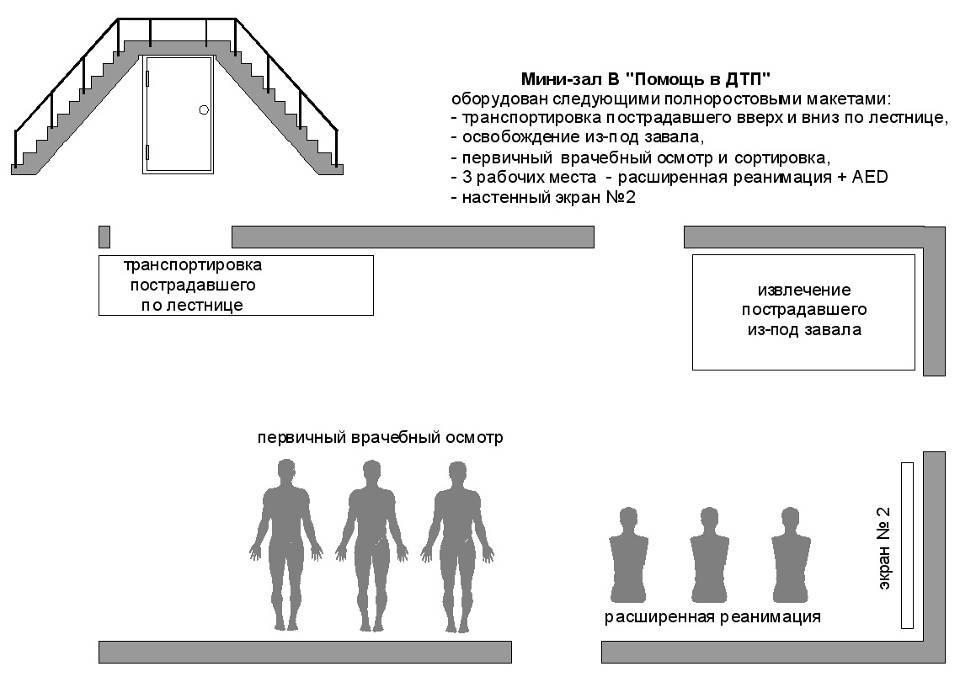 Мини-зал В "Помощь в ДТП"
оборудован следующими полноростовыми макетами:
- транспортировка пострадавшего вверх и вниз по лестнице,
- освобождение из-под завала,
- первичный врачебный осмотр и сортировка,
- 3 рабочих места - расширенная реанимация + AED
- настенный экран №2
транспортировка
пострадавшего
по лестнице
извлечение
пострадавшего
из-под завала
первичный врачебный осмотр
экран № 2
расширенная реанимация